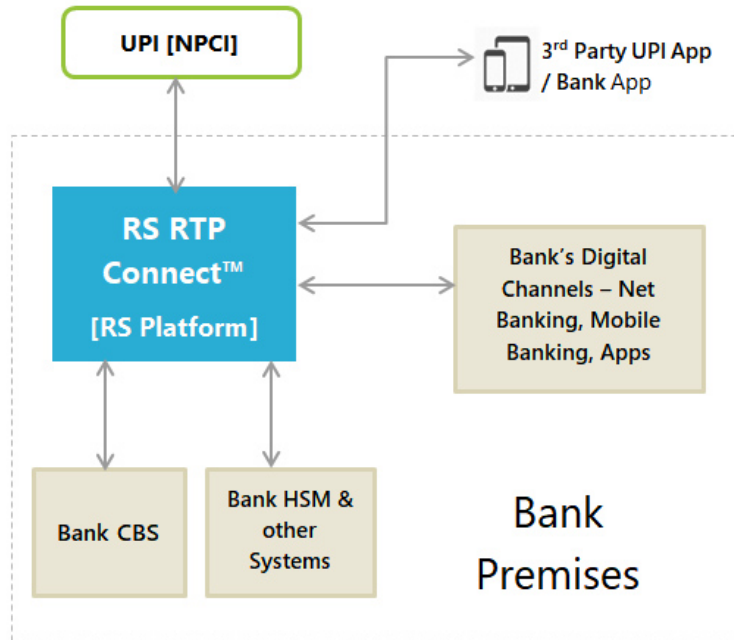 UPI [NPCI]
3rd Party UPI App
/ Bank App
RS RTP
Connect™
[RS Platform]
Bank's Digital
Channels – Net
Banking, Mobile
Banking, Apps
Bank CBS
Bank HSM &
other
Systems
Bank
Premises